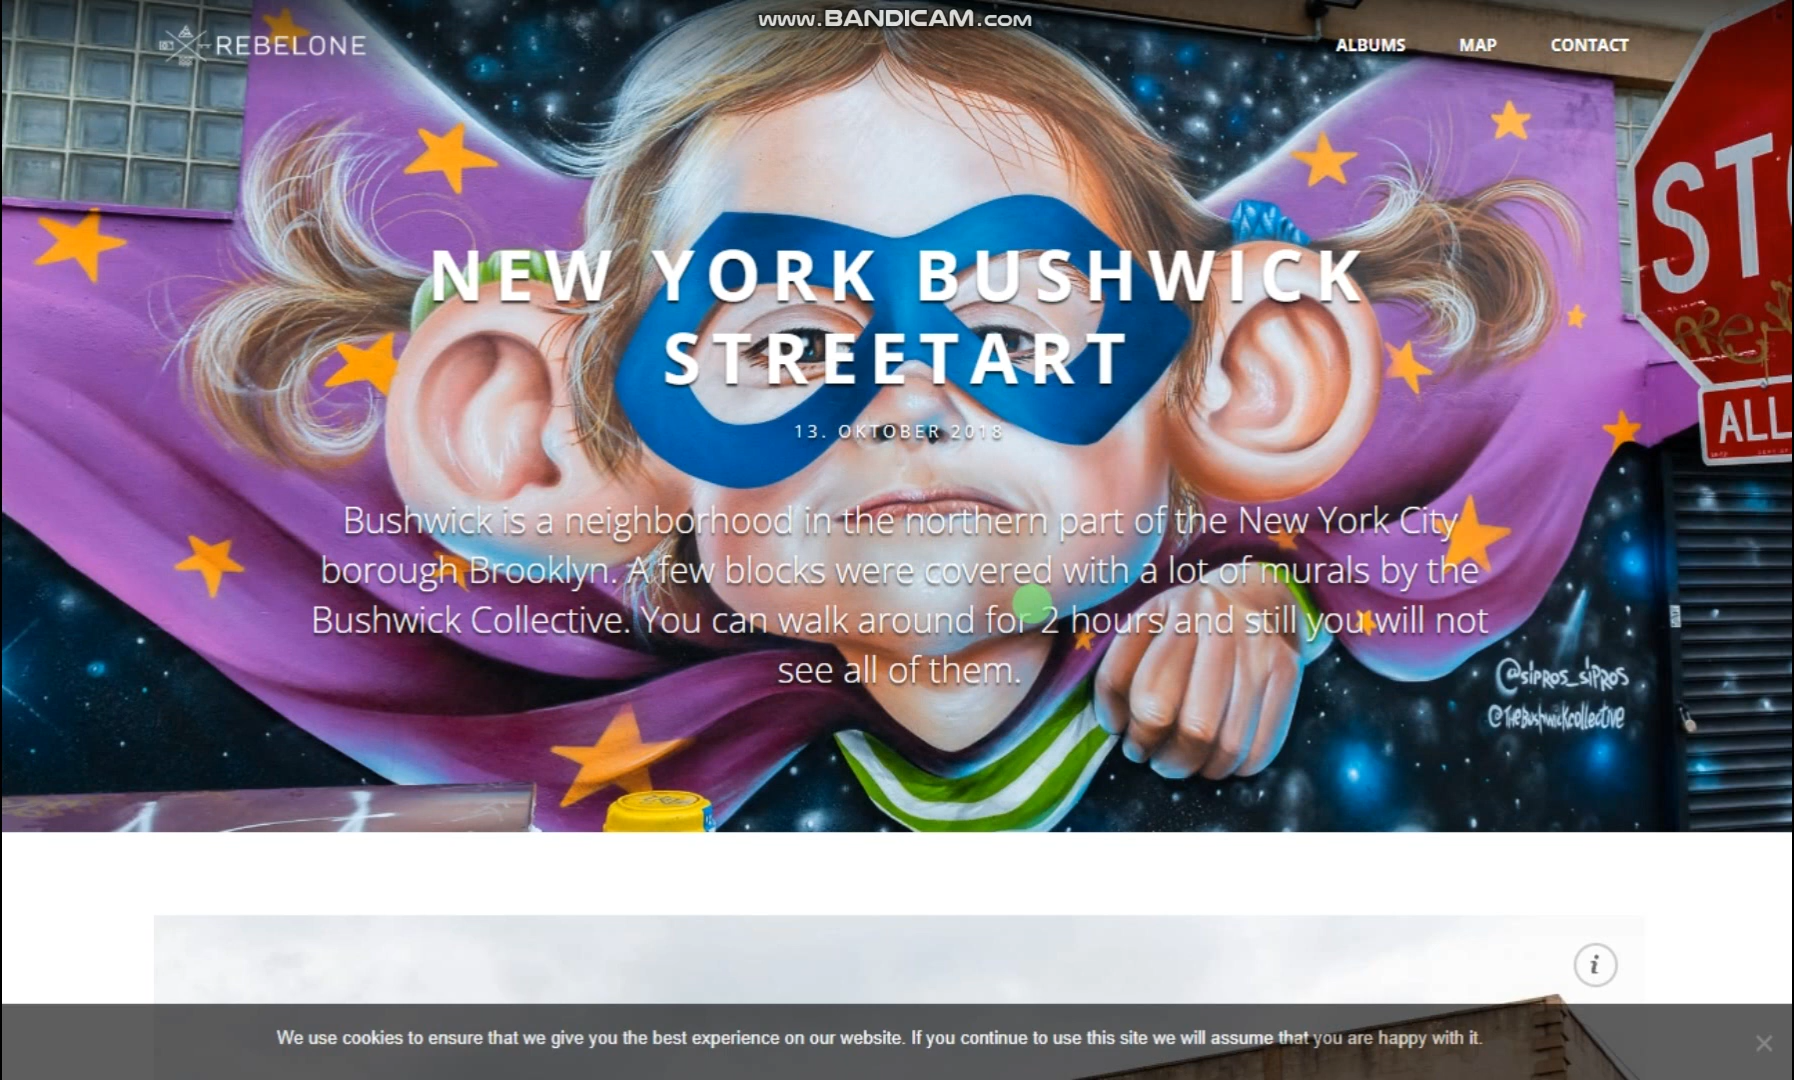 www.BANDICAM.com
REBELONE
ALBUMS MAP CONTACT
NEW YORK BUSHWICK
STREETART
13. OKTOBER 2018
Bushwick is a neighborhood in the northern part of the New York City
borough Brooklyn. A few blocks were covered with a lot of murals by the
Bushwick Collective. You can walk around for 2 hours and still you will not
see all of them.
STO
ALL
@sipros_sipros
@TheBushwickcollective
i
We use cookies to ensure that we give you the best experience on our website. If you continue to use this site we will assume that you are happy with it.